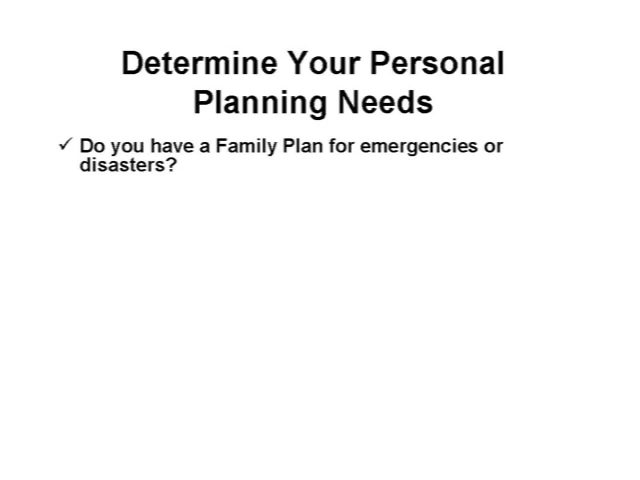 Determine Your Personal
Planning Needs
✓ Do you have a Family Plan for emergencies or
disasters?